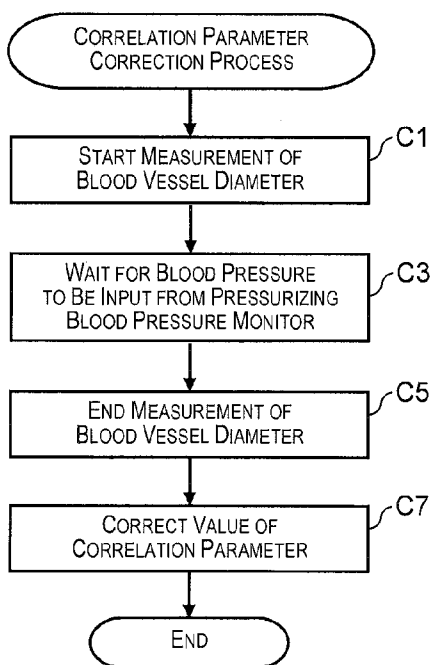 CORRELATION PARAMETER
CORRECTION PROCESS
C1
START MEASUREMENT OF
BLOOD VESSEL DIAMETER
C3
WAIT FOR BLOOD PRESSURE
TO BE INPUT FROM PRESSURIZING
BLOOD PRESSURE MONITOR
C5
END MEASUREMENT OF
BLOOD VESSEL DIAMETER
C7
CORRECT VALUE OF
CORRELATION PARAMETER
END